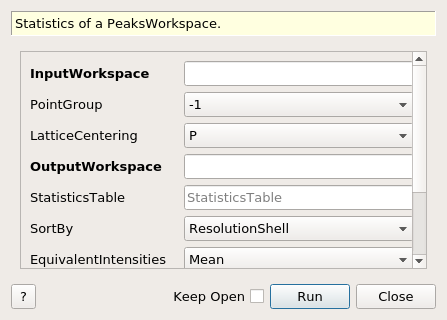 Statistics of a PeaksWorkspace.
InputWorkspace
PointGroup -1
LatticeCentering P
OutputWorkspace
StatisticsTable StatisticsTable
SortBy ResolutionShell
EquivalentIntensities Mean
? Keep Open Run Close